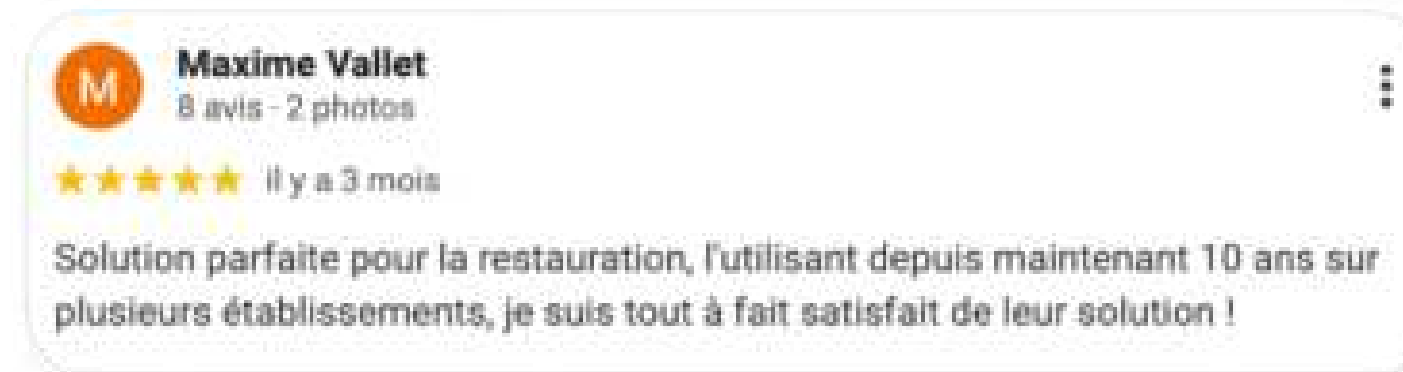 M
Maxime Vallet
8 avis · 2 photos
il y a 3 mois
Solution parfaite pour la restauration, l'utilisant depuis maintenant 10 ans sur
plusieurs établissements, je suis tout à fait satisfait de leur solution !